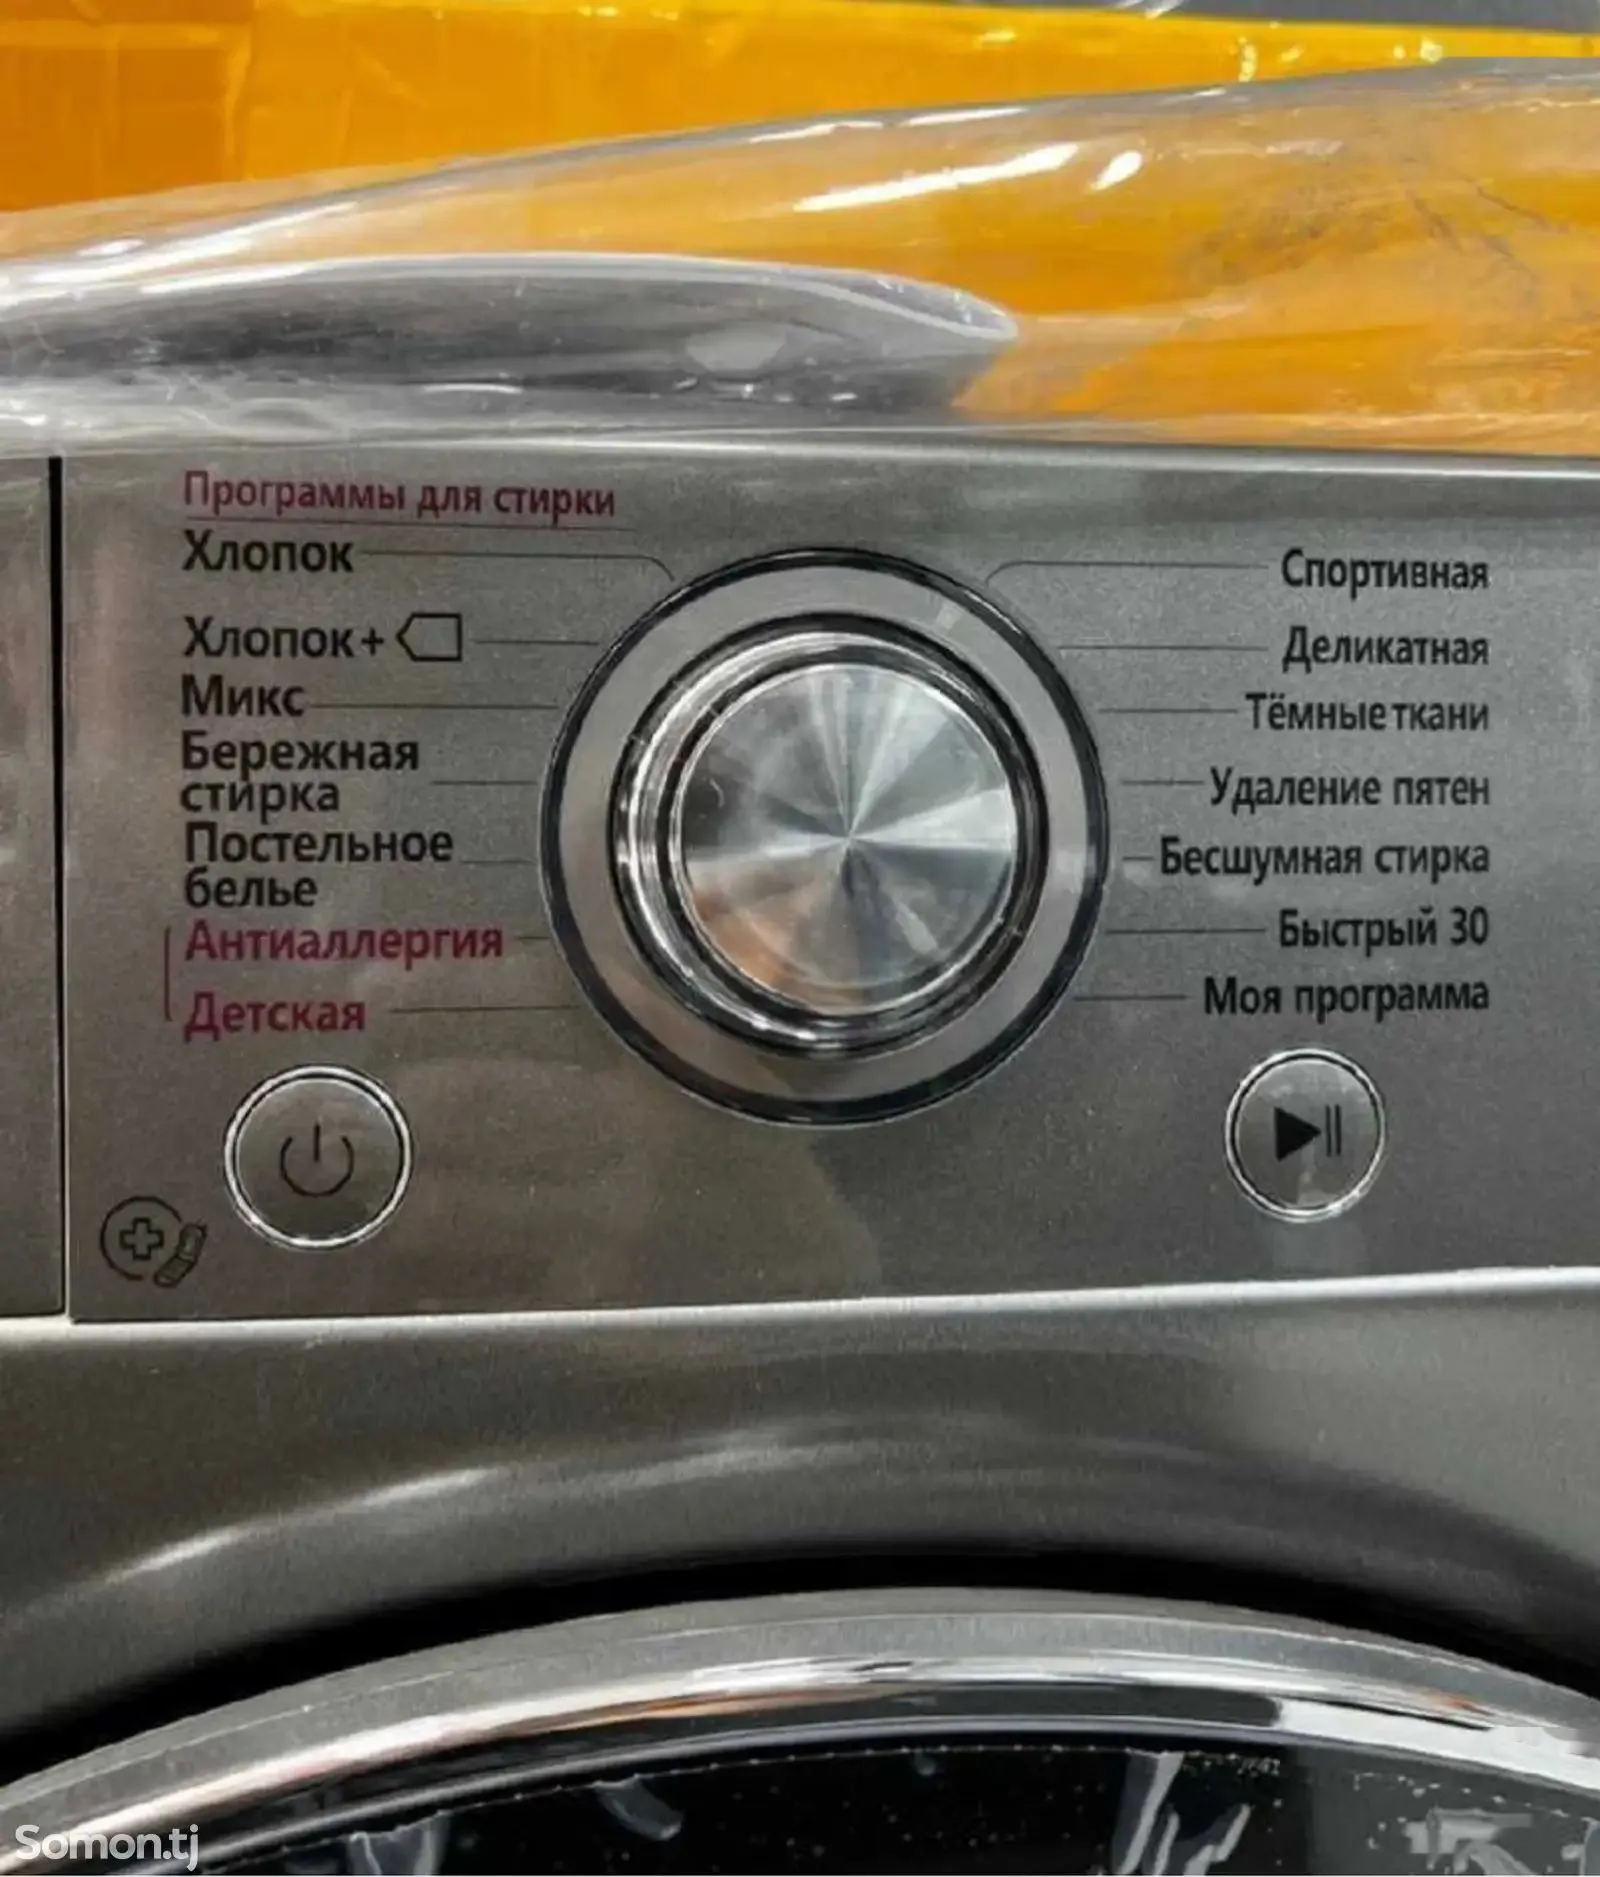 Программы для стирки
Хлопок
Хлопок+
Микс
Бережная
стирка
Постельное
белье
Антиаллергия
Детская
Спортивная
Деликатная
Тёмные ткани
Удаление пятен
Бесшумная стирка
Быстрый 30
Моя программа
Somon.tj